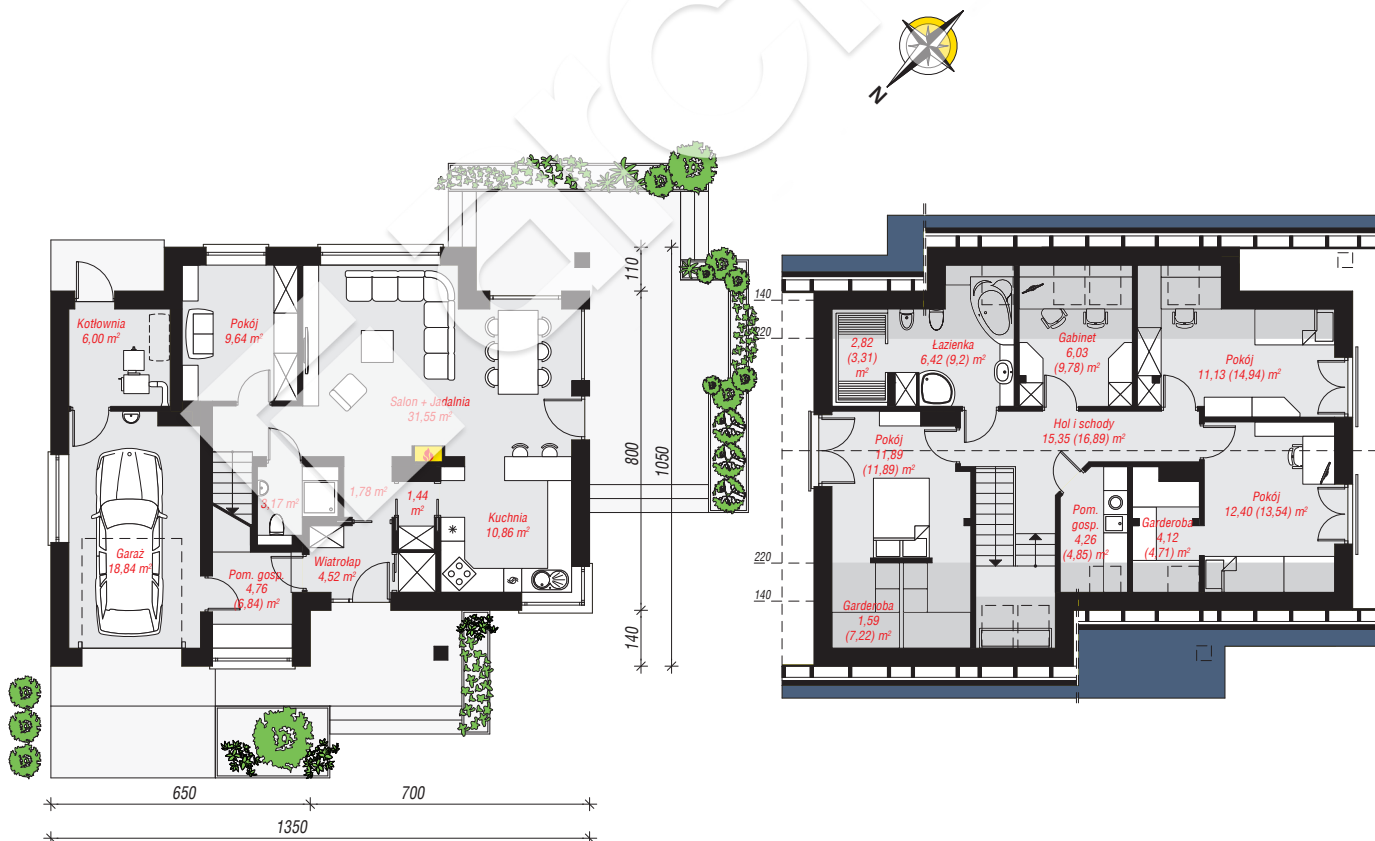 N
Kotłownia
6,00 m²
Pokój
9,64 m²
Salon + Jadalnia
31,55 m²
3,17 m²
1,78 m²
1,44
m²
Kuchnia
10,86 m²
Garaż
18,84 m²
Pom. gosp.
4,76
(6,84) m²
Wiatrołap
4,52 m²
110
800
1050
140
650
700
1350
140
220
2,82
(3,31)
m²
Łazienka
6,42 (9,2) m²
Gabinet
6,03
(9,78) m²
Pokój
11,13 (14,94) m²
Hol i schody
15,35 (16,89) m²
Pokój
11,89
(11,89) m²
Pom.
gosp.
4,26
(4,85) m²
Garderoba
4,12
(4,71) m²
Pokój
12,40 (13,54) m²
220
140
Garderoba
1,59
(7,22) m²